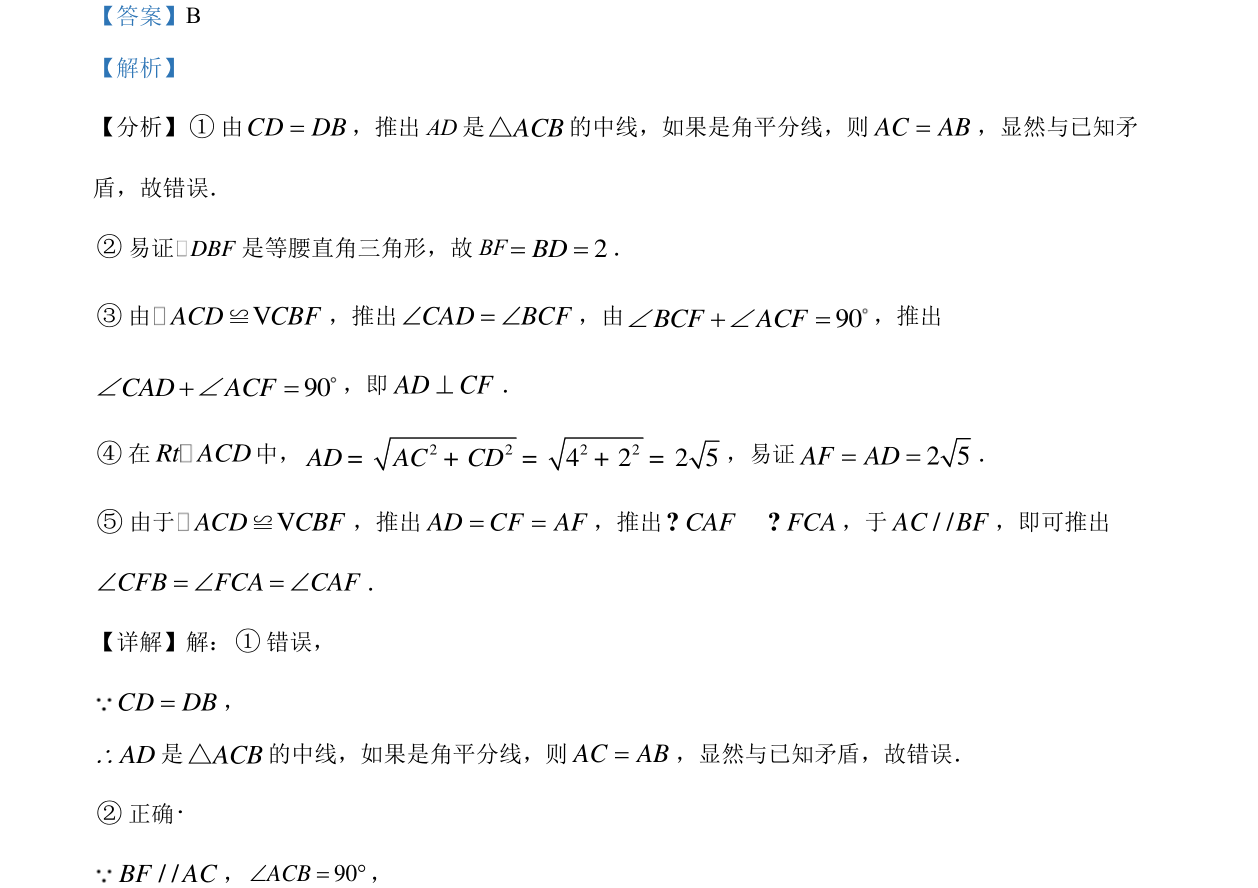 【答案】B
【解析】
【分析】① 由 CD = DB，推出 AD 是△ACB 的中线，如果是角平分线，则 AC = AB，显然与已知矛
盾，故错误．
② 易证□DBF 是等腰直角三角形，故 BF = BD = 2．
③ 由□ACD ≌ VCBF，推出∠CAD = ∠BCF，由∠BCF + ∠ACF = 90°，推出
∠CAD + ∠ACF = 90°，即 AD ⊥ CF．
④ 在 Rt□ACD 中，AD = √(AC² + CD²) = √(4² + 2²) = 2√5，易证 AF = AD = 2√5．
⑤ 由于□ACD ≌ VCBF，推出 AD = CF = AF，推出? CAF ? FCA，于 AC / /BF，即可推出
∠CFB = ∠FCA = ∠CAF．
【详解】解：① 错误，
∵ CD = DB，
∴ AD 是△ACB 的中线，如果是角平分线，则 AC = AB，显然与已知矛盾，故错误．
② 正确·
∵ BF / /AC，∠ACB = 90°，